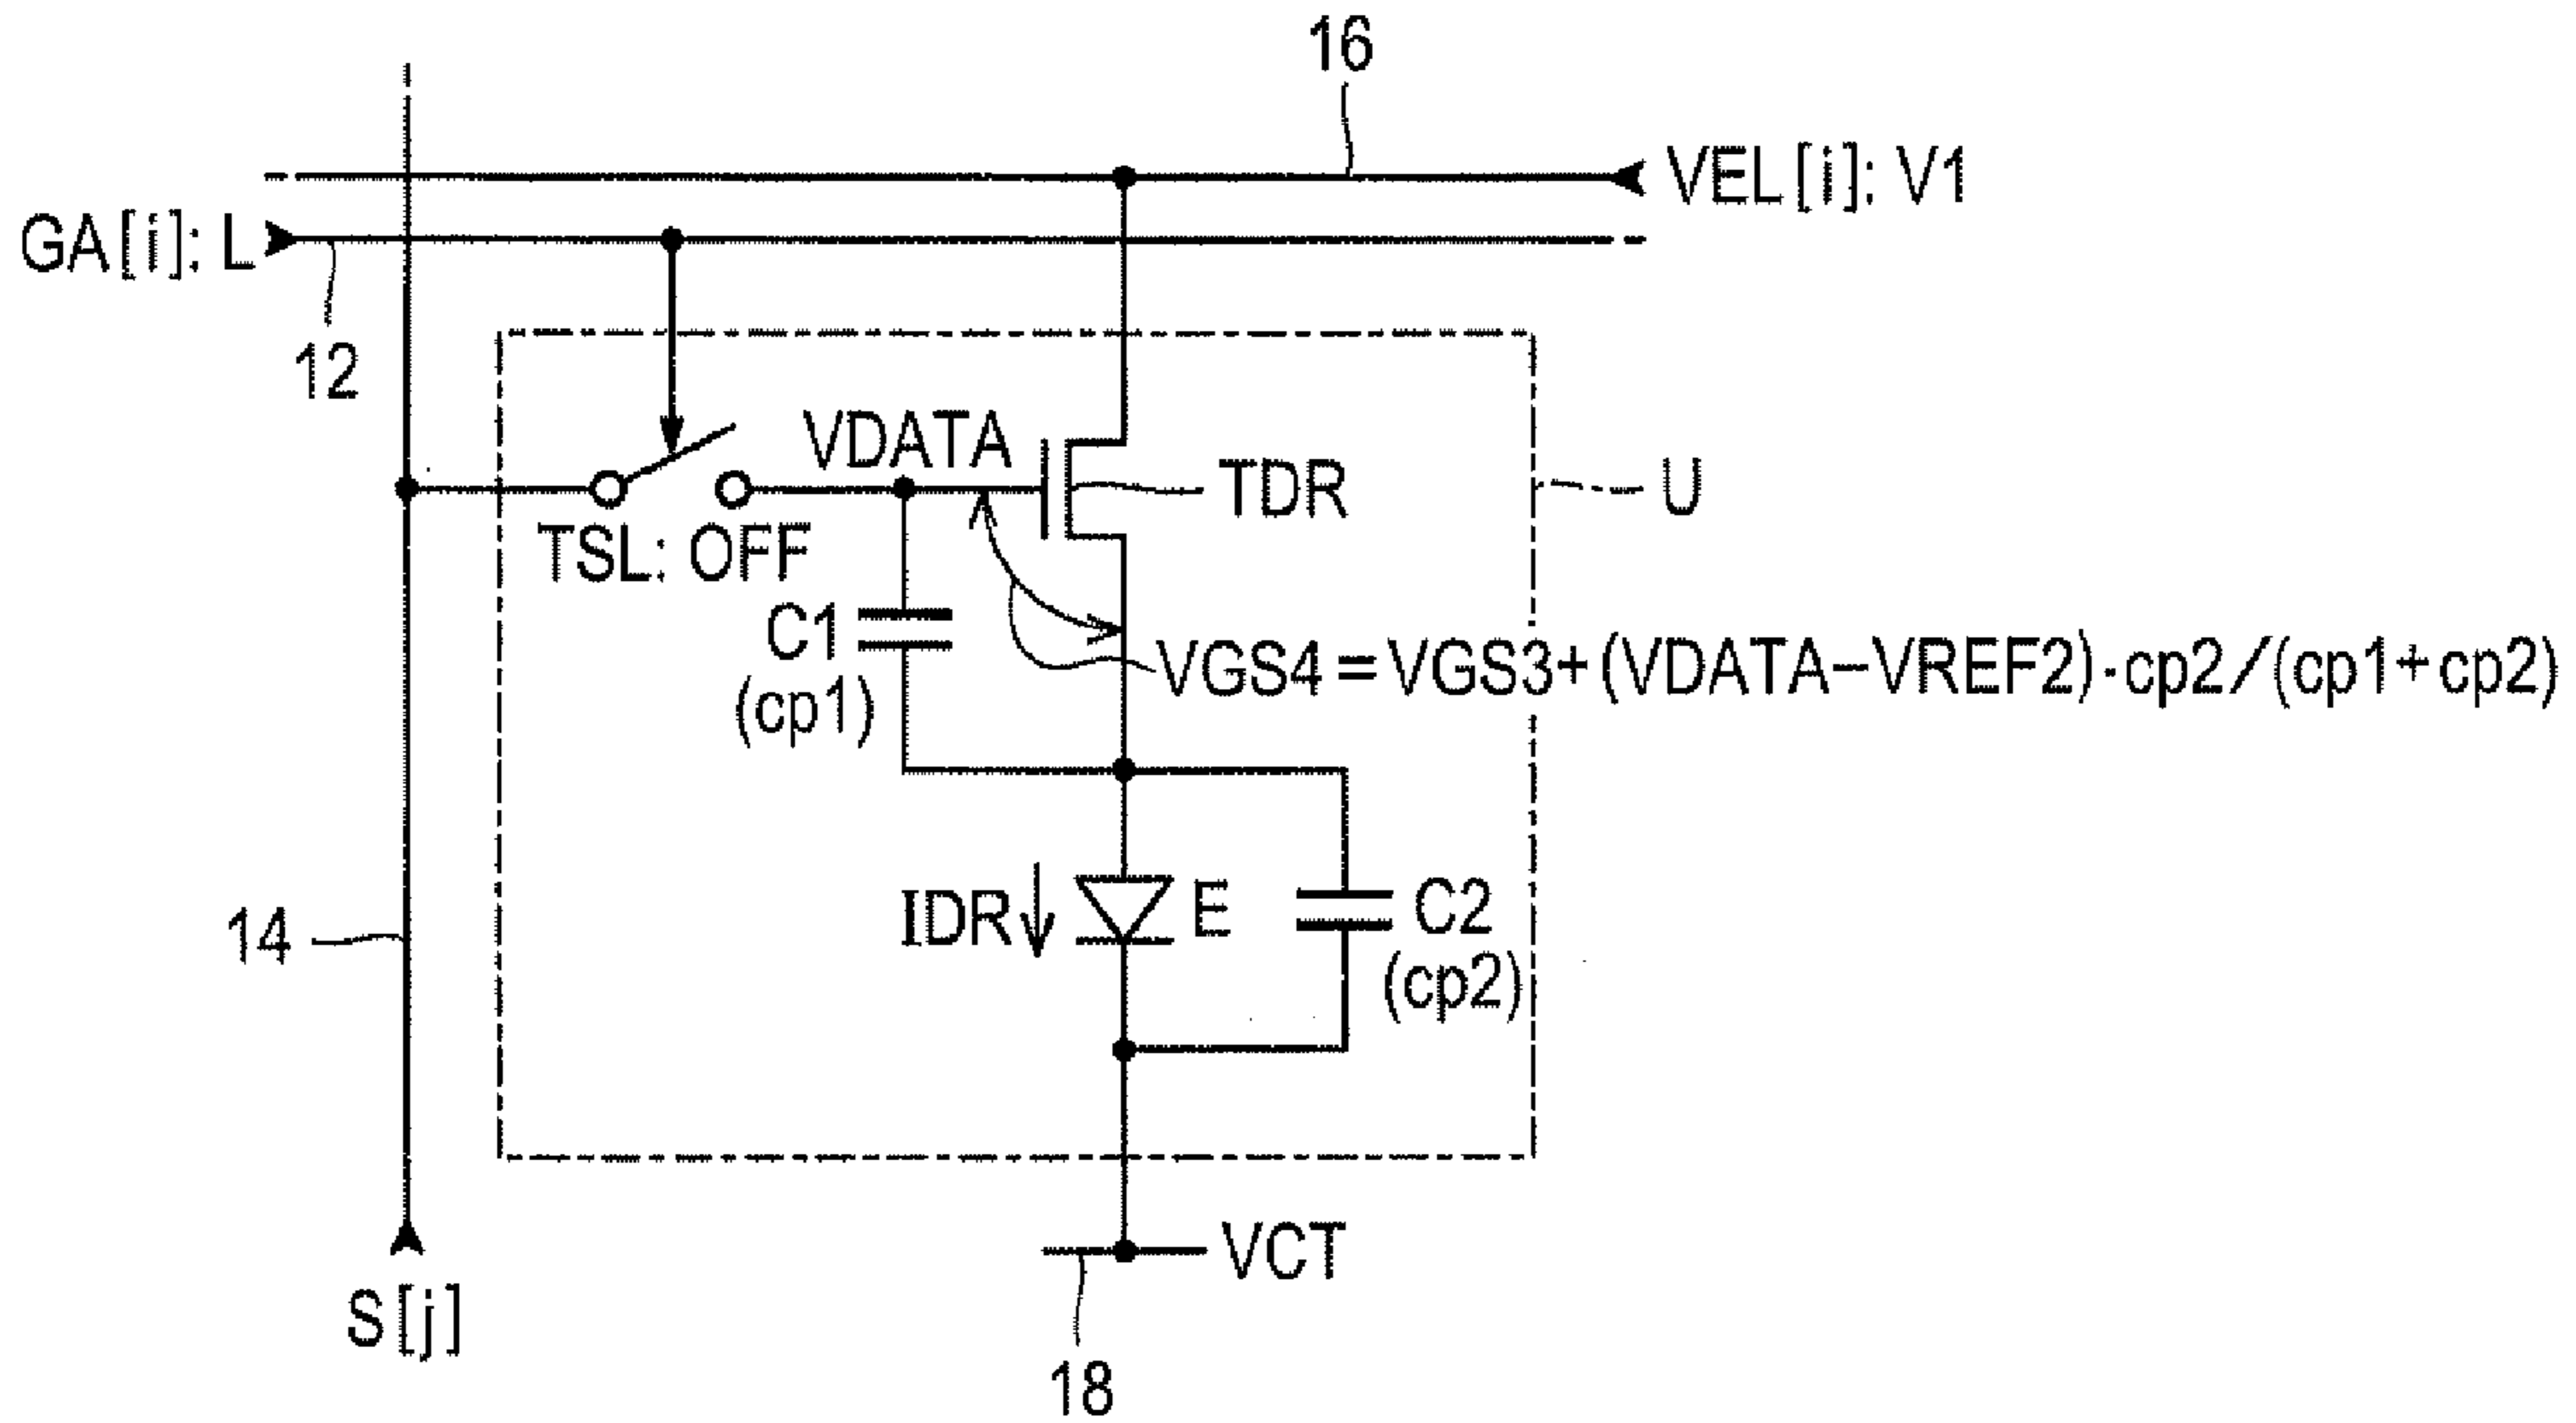 16
VEL[i]: V1
GA[i]: L
12
VDATA
TDR
U
TSL: OFF
C1
(cp1)
VGS4=VGS3+(VDATA-VREF2)·cp2/(cp1+cp2)
14
IDR
E
C2
(cp2)
VCT
S[j]
18